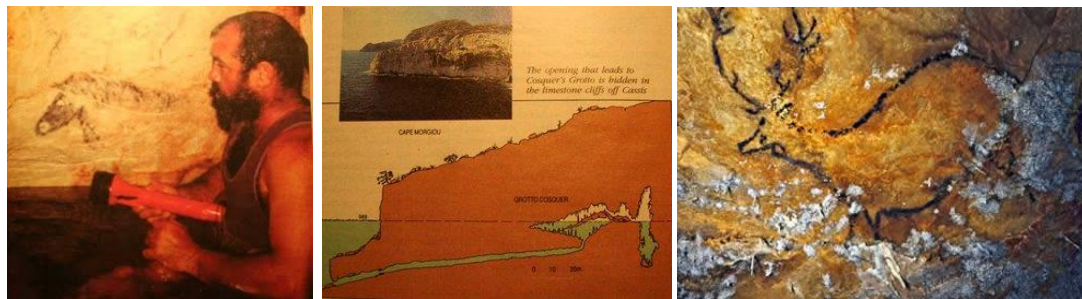 The opening that leads to
Cosquer's Grotto is hidden in
the limestone cliffs off Cassis
CAPE MORGIOU
GROTTO COSQUER
0 10 20m